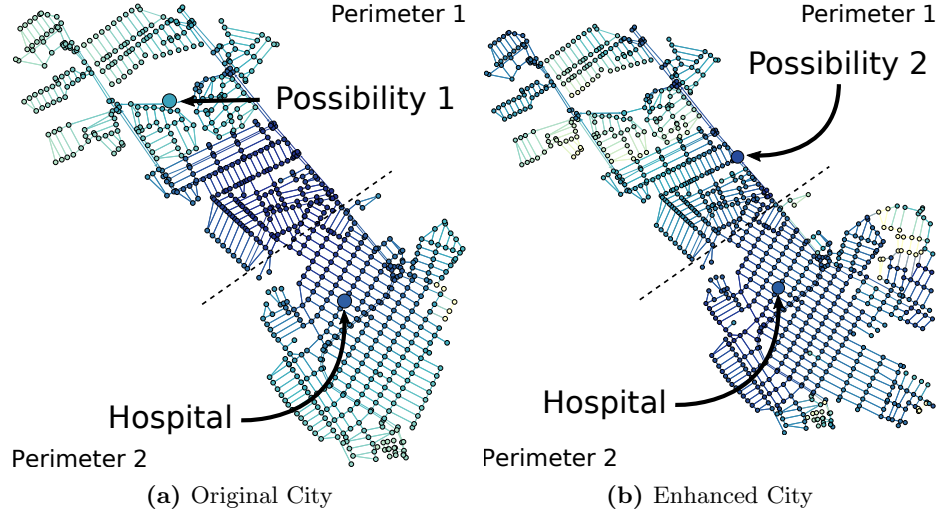 Perimeter 1
Possibility 1
Hospital
Perimeter 2
(a) Original City
Perimeter 1
Possibility 2
Hospital
Perimeter 2
(b) Enhanced City